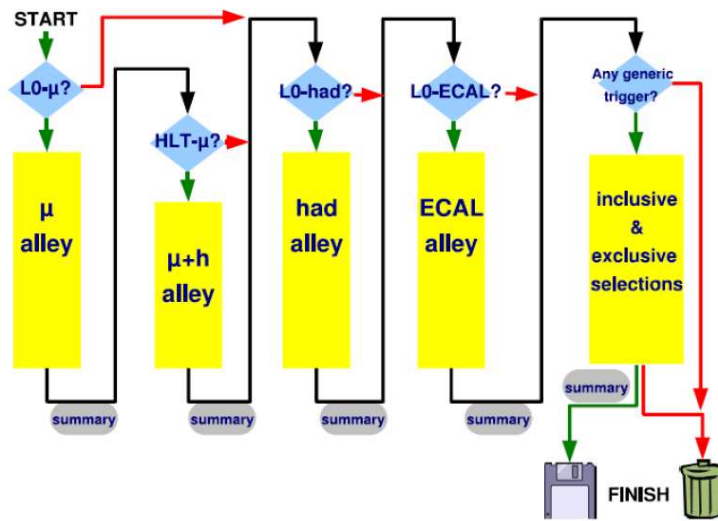 START
L0-µ?
µ
alley
summary
HLT-µ?
µ+h
alley
summary
L0-had?
had
alley
summary
L0-ECAL?
ECAL
alley
summary
Any generic
trigger?
inclusive
&
exclusive
selections
summary
FINISH